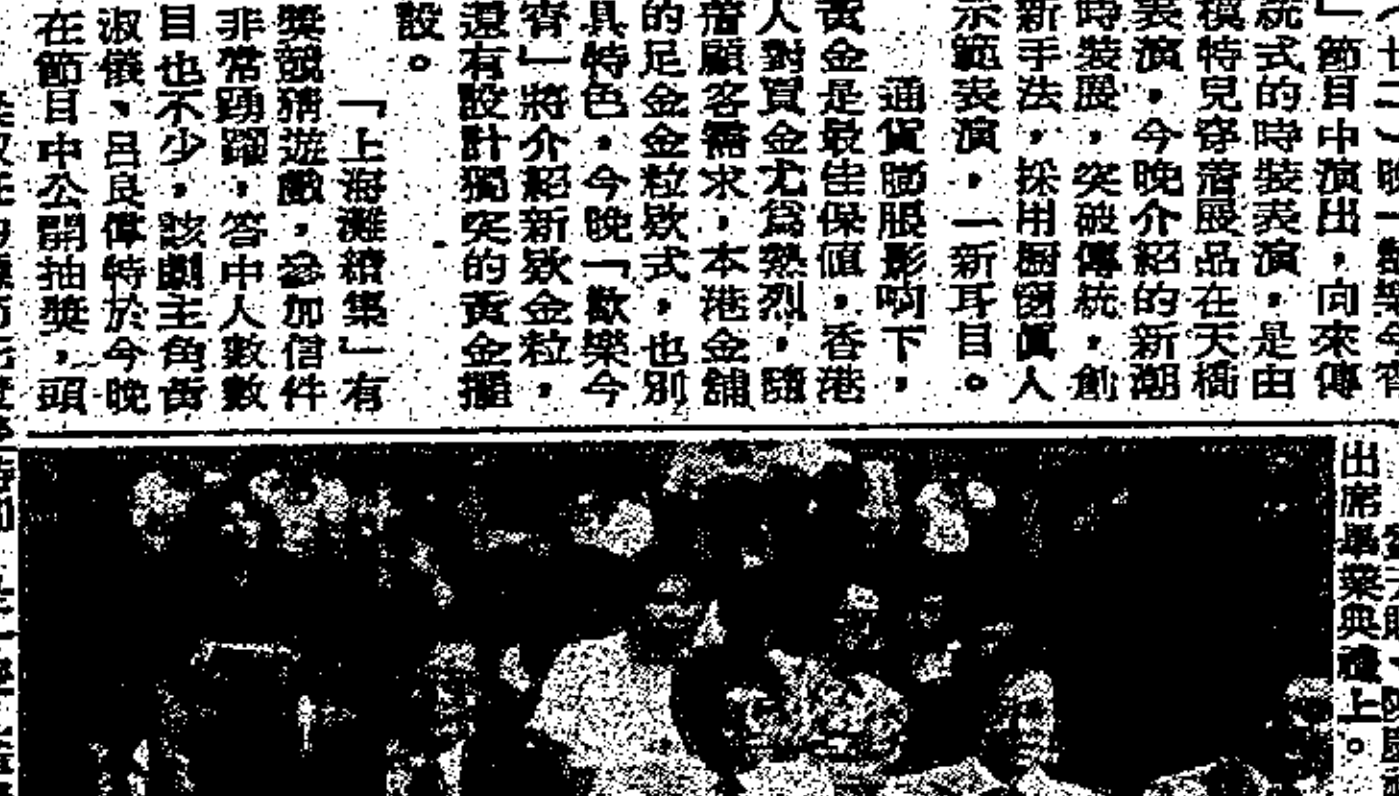 」節目中演出，向來傳
統式的時裝表演，是由
模特兒穿着展品在天橋
表演，今晚介紹的新潮
時裝展，突破傳統，創
新手法，採用櫥窗眞人
示範表演，一新耳目。
通貨膨脹影响下，
黃金是最佳保值，香港
人對買金尤爲熱烈，隨
着顧客需求，本港金舖
的足金金粒欵式，也別
具特色，今晚「歡樂今
宵」將介紹新欵金粒，
還有設計獨突的黃金擺
設。
「上海灘續集」有
獎競猜遊戲，參加信件
非常踴躍，答中人數數
目也不少，該劇主角黃
淑儀、呂良偉特於今晚
在節目中公開抽獎，頭
出席畢業典禮上。